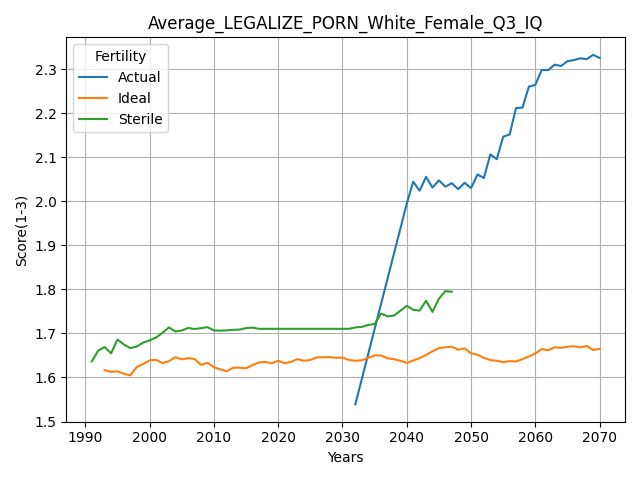 Average_LEGALIZE_PORN_White_Female_Q3_IQ
Fertility
Actual
Ideal
Sterile
Score(1-3)
2.3
2.2
2.1
2.0
1.9
1.8
1.7
1.6
1.5
1990 2000 2010 2020 2030 2040 2050 2060 2070
Years